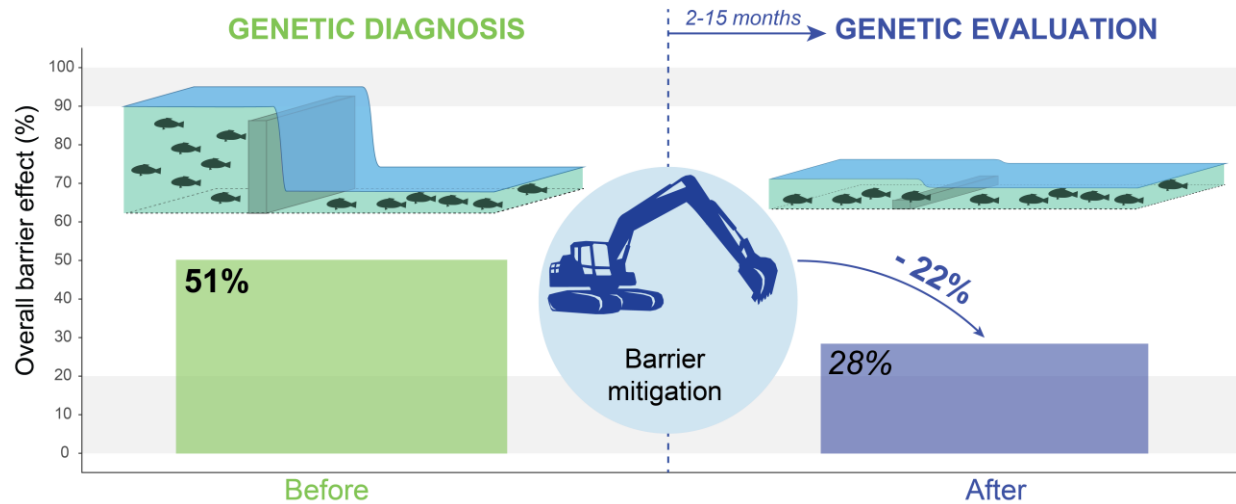 GENETIC DIAGNOSIS
2-15 months
GENETIC EVALUATION
Overall barrier effect (%)
100
90
80
70
60
50
40
30
20
10
0
51%
Barrier
mitigation
- 22%
28%
Before
After